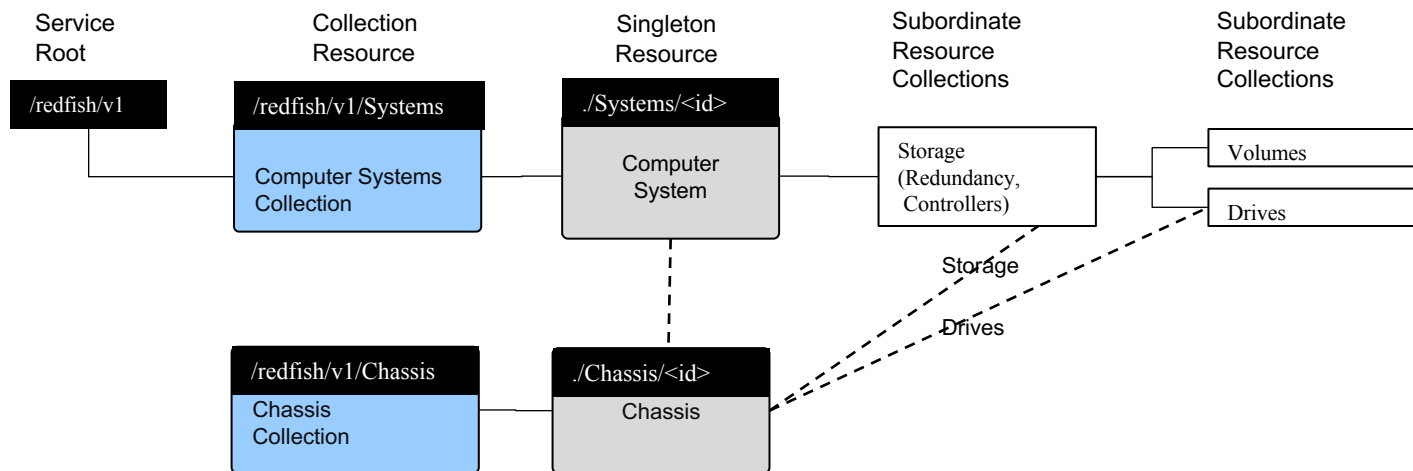 Service
Root
Collection
Resource
Singleton
Resource
Subordinate
Resource
Collections
Subordinate
Resource
Collections
/redfish/v1
/redfish/v1/Systems
Computer Systems
Collection
./Systems/<id>
Computer
System
Storage
(Redundancy,
Controllers)
Volumes
Drives
Storage
Drives
/redfish/v1/Chassis
Chassis
Collection
./Chassis/<id>
Chassis